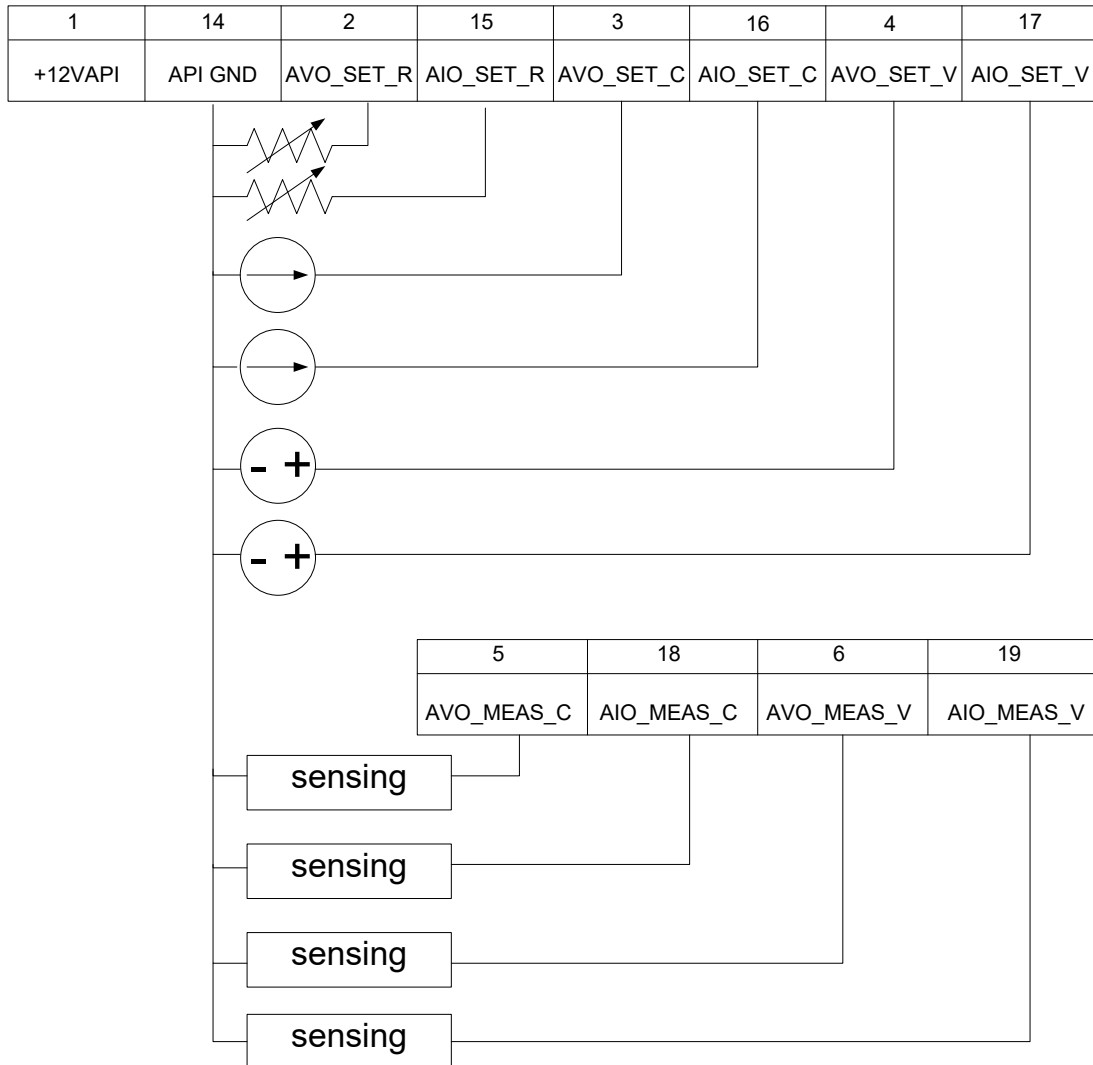 1 14 2 15 3 16 4 17
+12VAPI API GND AVO_SET_R AIO_SET_R AVO_SET_C AIO_SET_C AVO_SET_V AIO_SET_V
- +
- +
5 18 6 19
AVO_MEAS_C AIO_MEAS_C AVO_MEAS_V AIO_MEAS_V
sensing
sensing
sensing
sensing